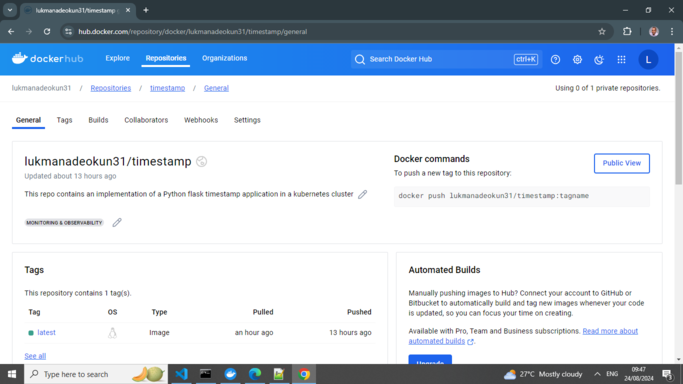 lukmanadeokun31/timestamp
hub.docker.com/repository/docker/lukmanadeokun31/timestamp/general
dockerhub
Explore
Repositories
Organizations
Search Docker Hub
ctrl+K
L
lukmanadeokun31 / Repositories / timestamp / General
Using 0 of 1 private repositories.
General
Tags
Builds
Collaborators
Webhooks
Settings
lukmanadeokun31/timestamp
Updated about 13 hours ago
This repo contains an implementation of a Python flask timestamp application in a kubernetes cluster
MONITORING & OBSERVABILITY
Docker commands
To push a new tag to this repository:
Public View
docker push lukmanadeokun31/timestamp:tagname
Tags
This repository contains 1 tag(s).
Tag OS Type Pulled Pushed
latest Image an hour ago 13 hours ago
See all
Automated Builds
Manually pushing images to Hub? Connect your account to GitHub or
Bitbucket to automatically build and tag new images whenever your code
is updated, so you can focus your time on creating.
Available with Pro, Team and Business subscriptions. Read more about
automated builds
Upgrade
Type here to search
27°C Mostly cloudy
ENG
09:47
24/08/2024
3